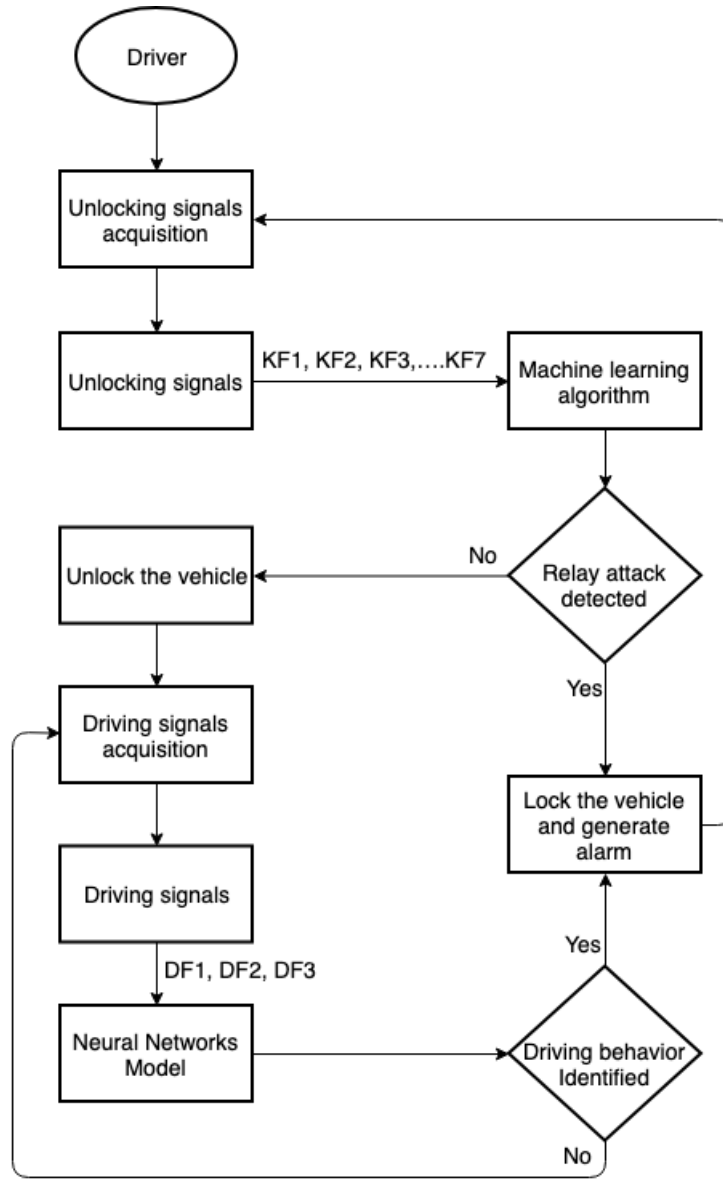 Driver
Unlocking signals
acquisition
Unlocking signals
KF1, KF2, KF3,....KF7
Machine learning
algorithm
Relay attack
detected
No
Yes
Unlock the vehicle
Driving signals
acquisition
Driving signals
DF1, DF2, DF3
Neural Networks
Model
Lock the vehicle
and generate
alarm
Yes
Driving behavior
Identified
No